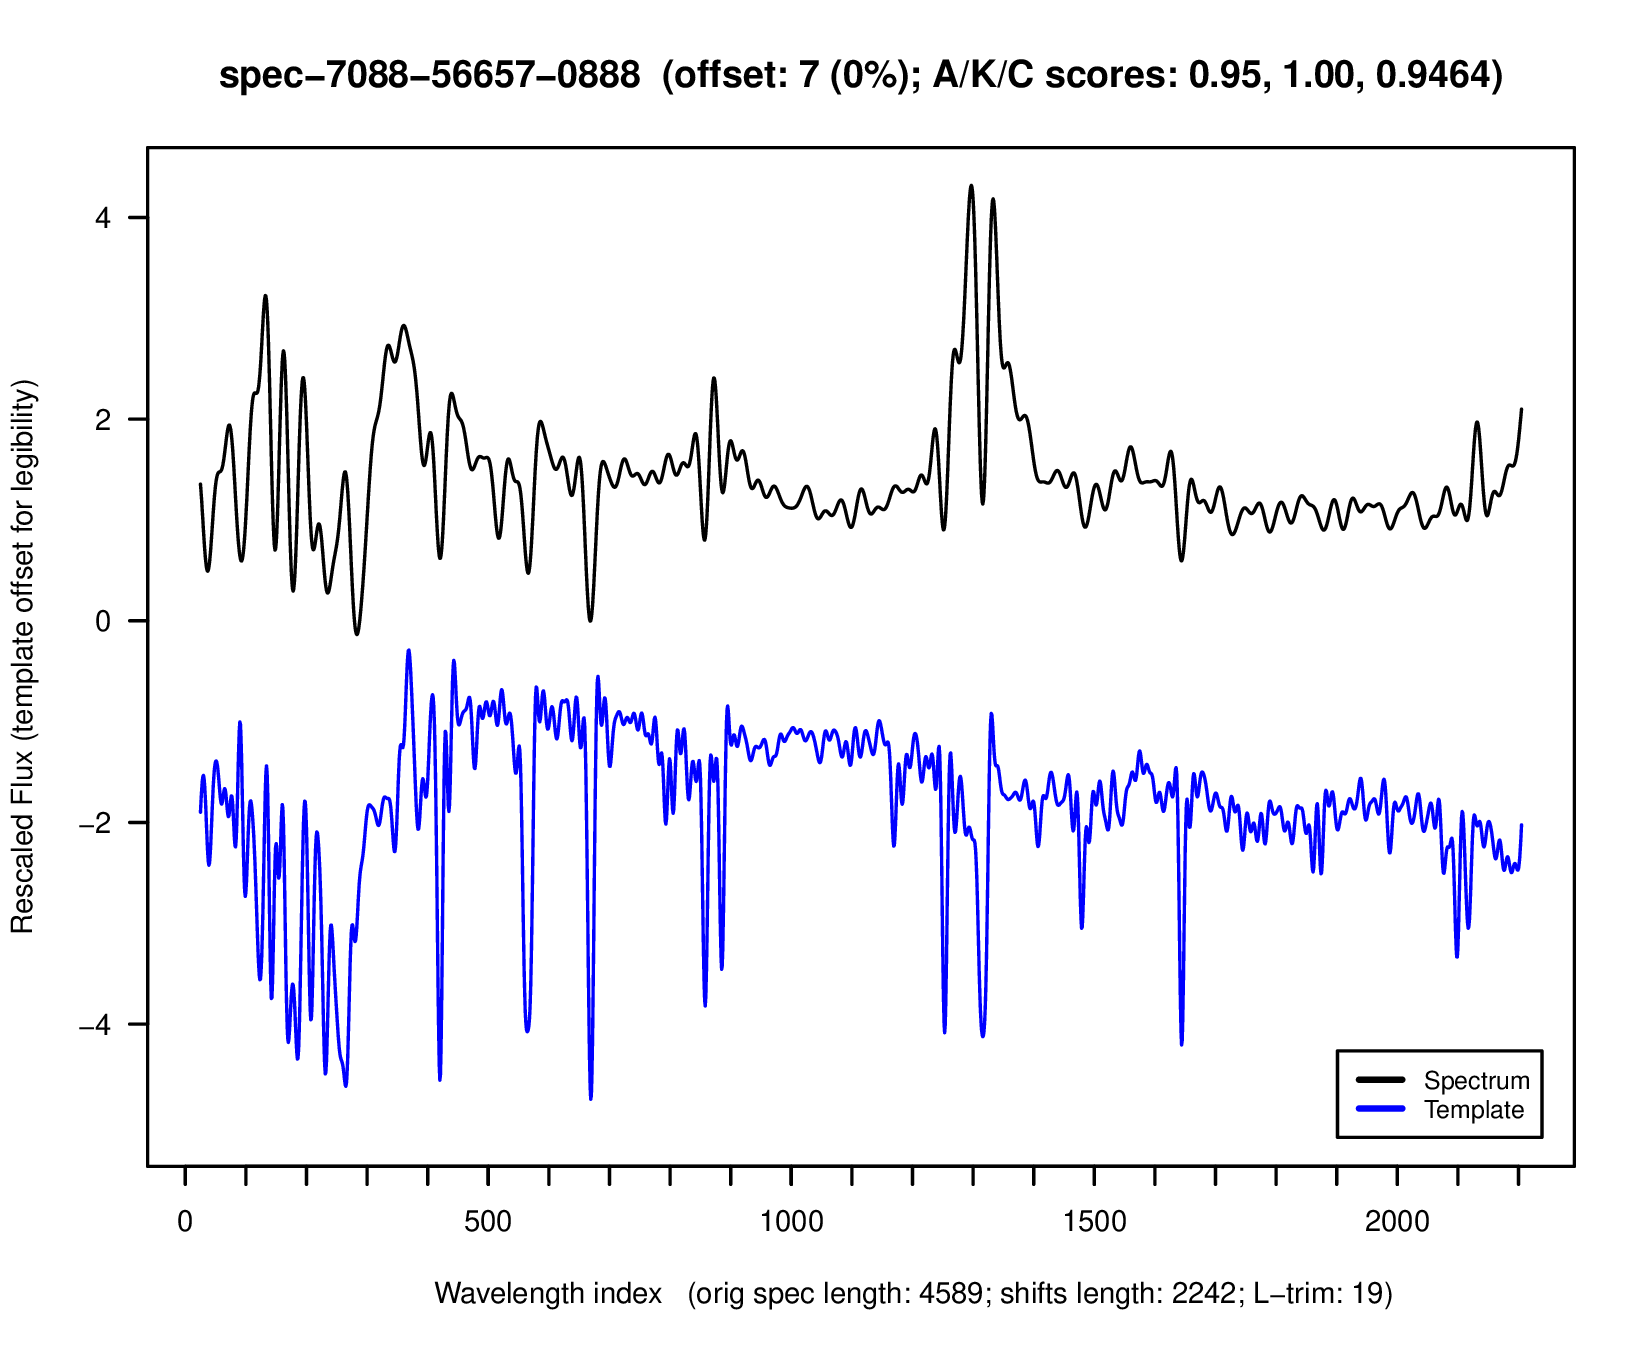 spec−7088−56657−0888 (offset: 7 (0%); A/K/C scores: 0.95, 1.00, 0.9464)
Rescaled Flux (template offset for legibility)
4
2
0
−2
−4
Spectrum
Template
0 500 1000 1500 2000
Wavelength index (orig spec length: 4589; shifts length: 2242; L−trim: 19)